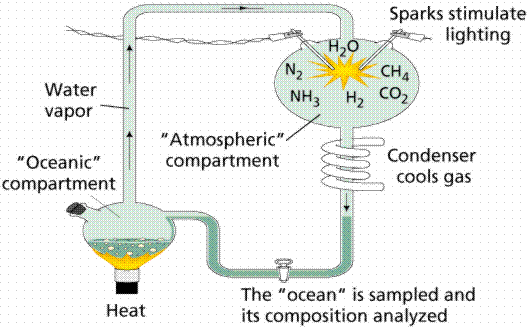 Sparks stimulate
lighting
H₂O
N₂
CH₄
NH₃
H₂
CO₂
Water
vapor
"Atmospheric"
compartment
"Oceanic"
compartment
Condenser
cools gas
Heat
The "ocean" is sampled and
its composition analyzed